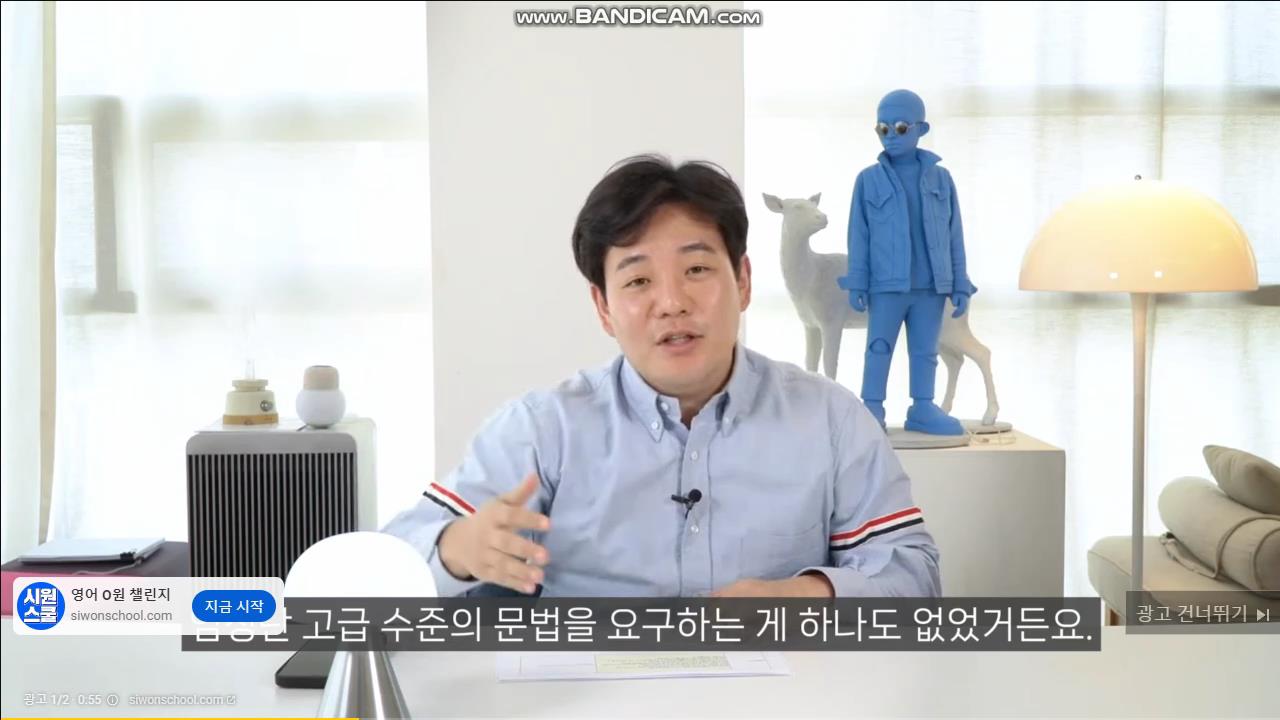 www.BANDICAM.com
시원
스쿨
영어 0원 챌린지
siwonschool.com
지금 시작
고급 수준의 문법을 요구하는 게 하나도 없었거든요.
광고 건너뛰기
광고 1/2 · 0:55
siwonschool.com